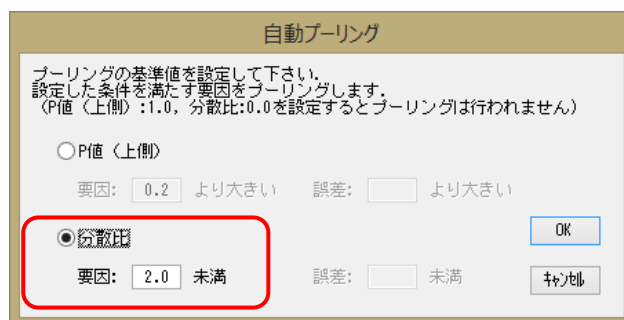 自動プーリング
プーリングの基準値を設定して下さい.
設定した条件を満たす要因をプーリングします.
（P値（上側）:1.0, 分散比:0.0を設定するとプーリングは行われません）
P値（上側）
要因: 0.2 より大きい 誤差: より大きい
分散比
OK
要因: 2.0 未満 誤差: 未満
キャンセル